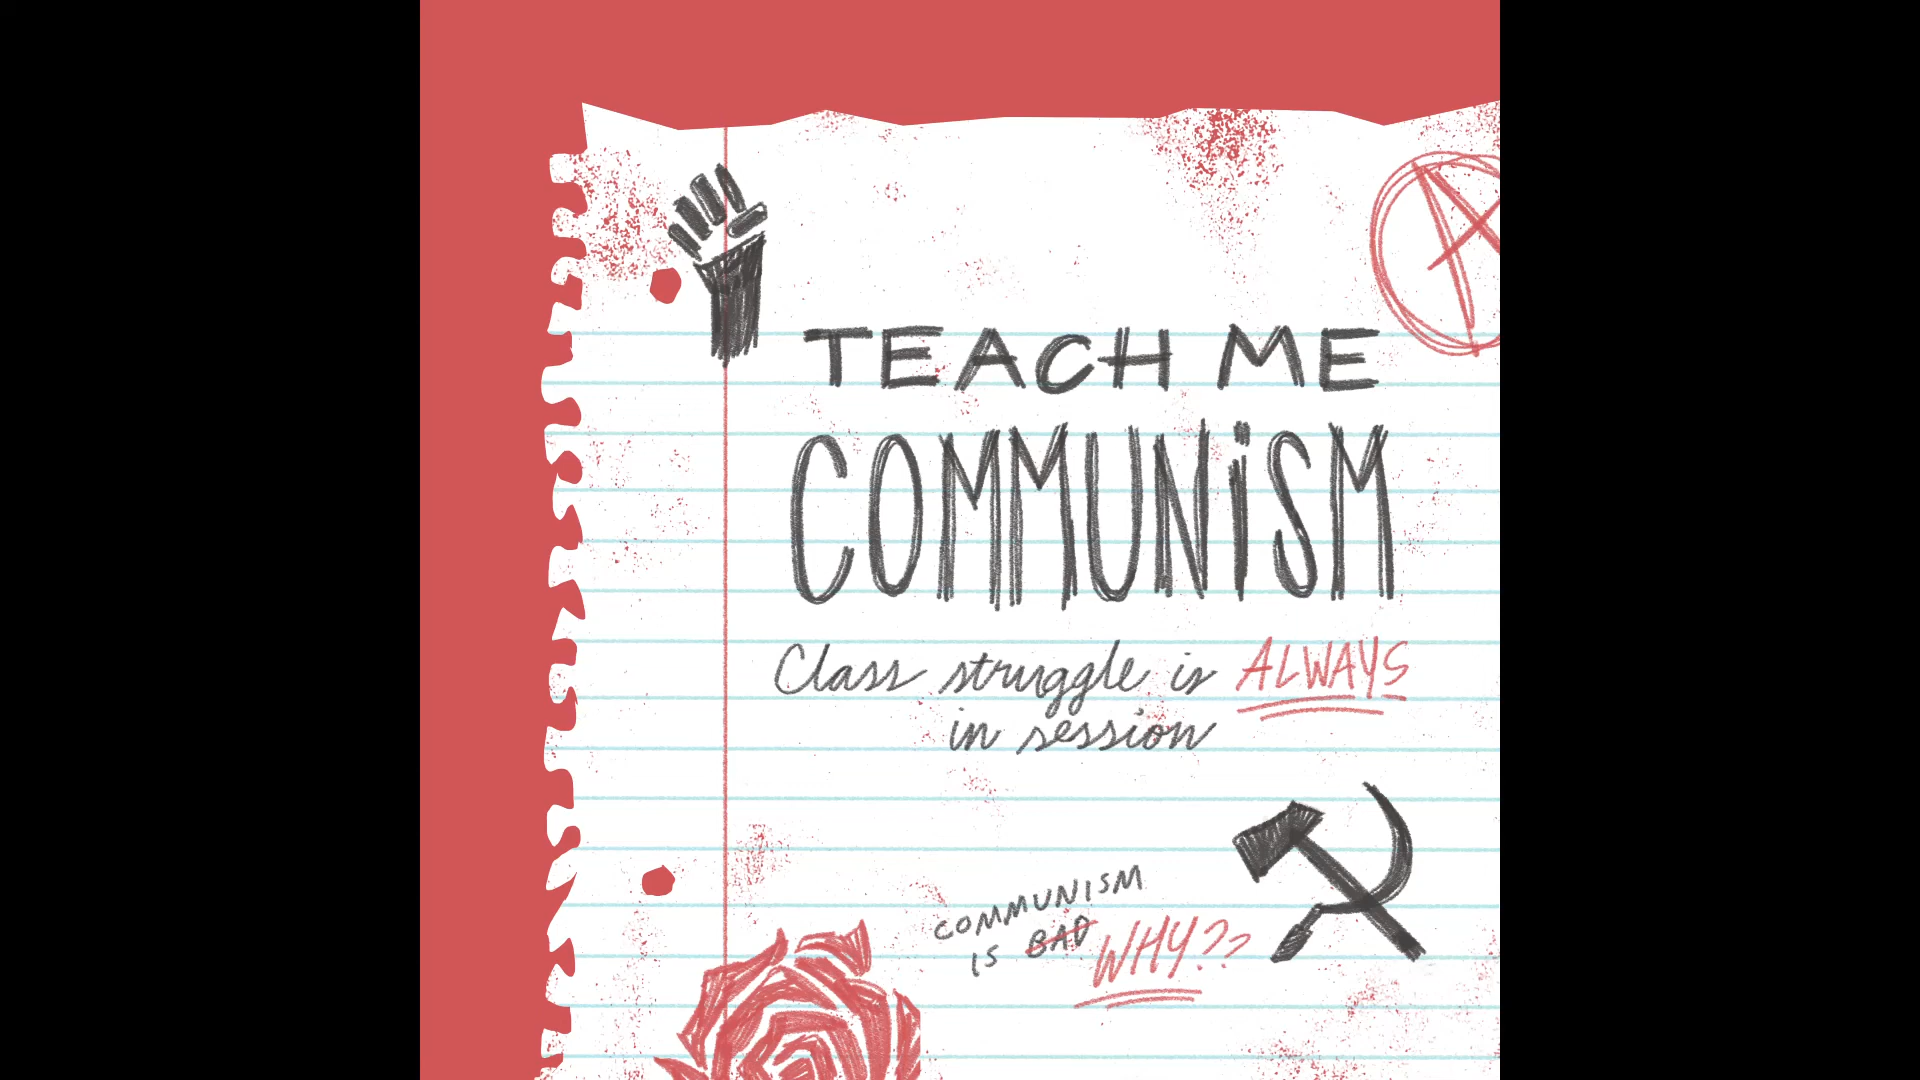 TEACH ME
COMMUNiSM
Class struggle is ALWAYS
in session
COMMUNISM
IS BAD WHY??